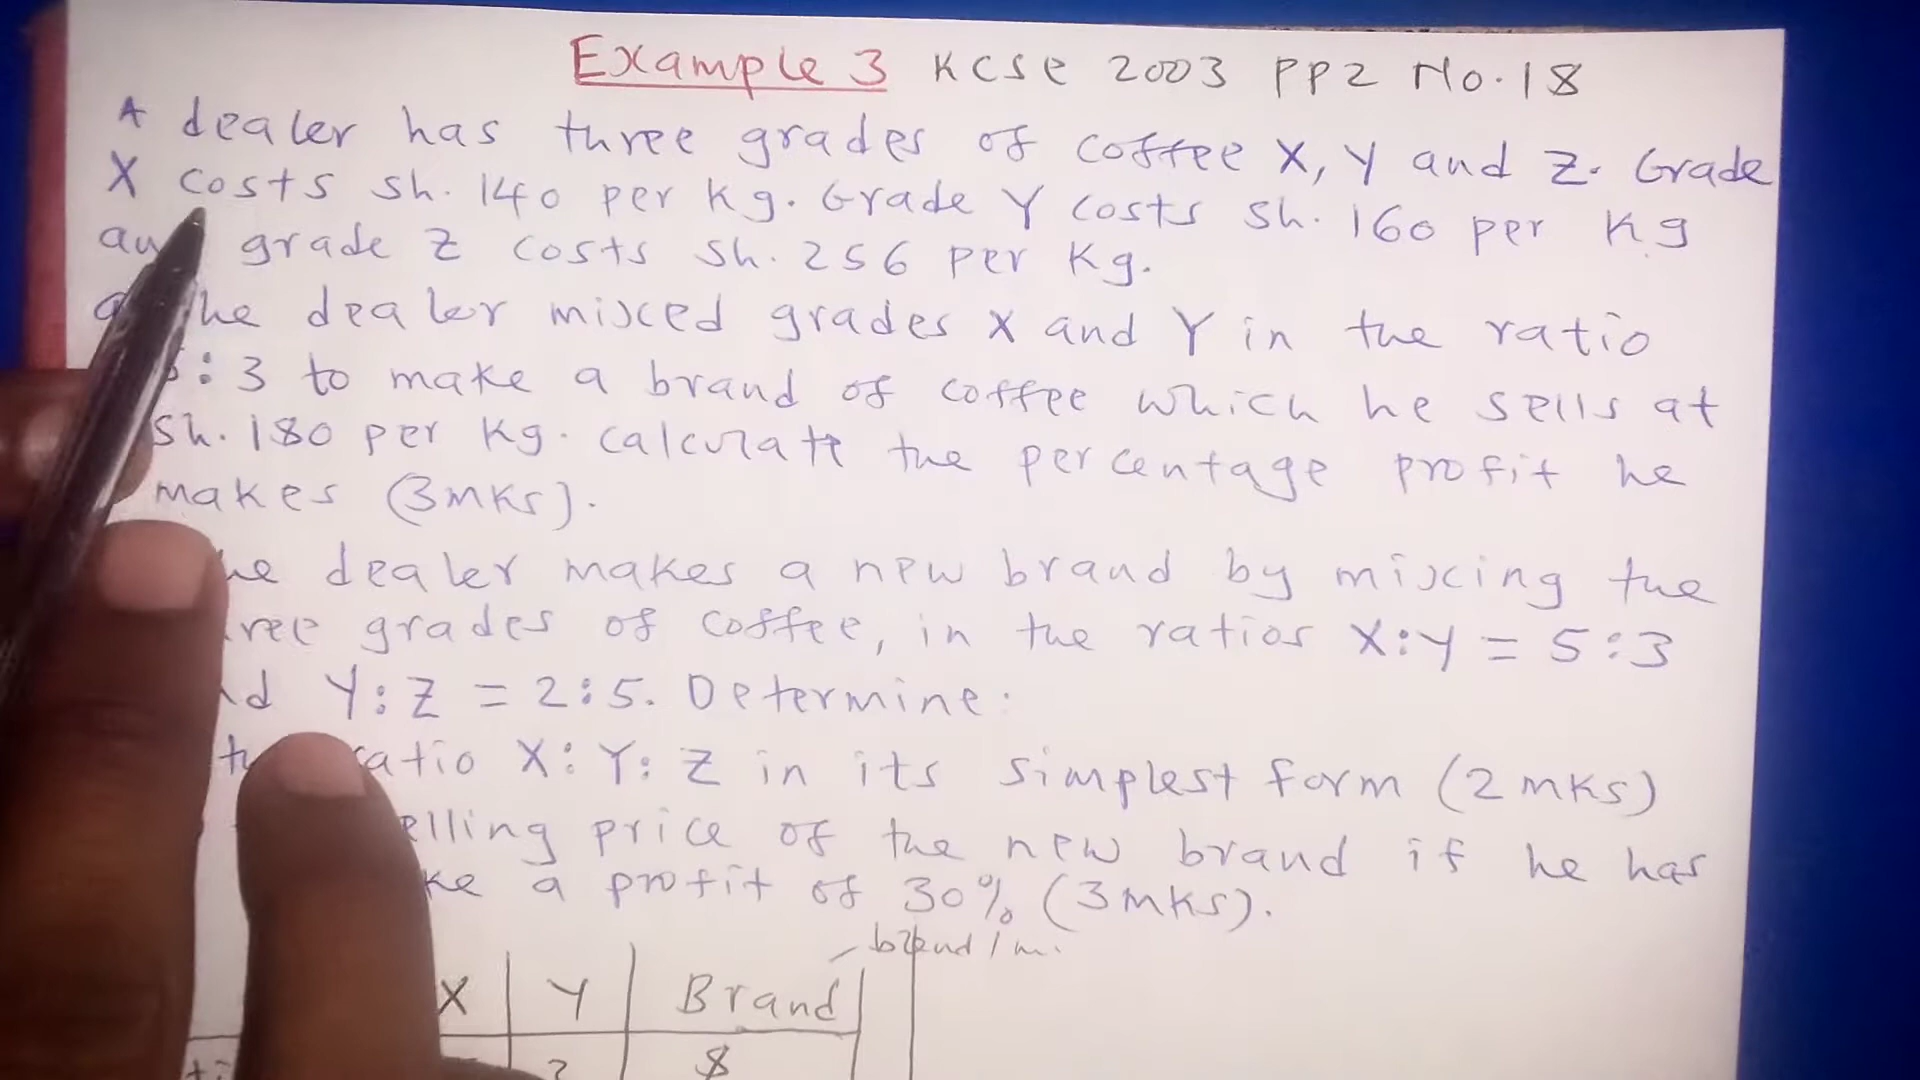 Example 3 KCSE 2003 PP2 No.18
A dealer has three grades of coffee X, Y and Z. Grade
X costs sh. 140 per kg. Grade Y costs sh. 160 per kg
grade Z costs sh. 256 per kg.
dealer mixed grades X and Y in the ratio
:3 to make a brand of coffee which he sells at
sh. 180 per kg. calculate the percentage profit he
makes (3mks).
dealer makes a new brand by mixing the
grades of coffee, in the ratios X:Y = 5:3
Y:Z = 2:5. Determine:
X:Y:Z in its simplest form (2mks)
price of the new brand if he has
a profit of 30% (3mks).
X Y Brand
8